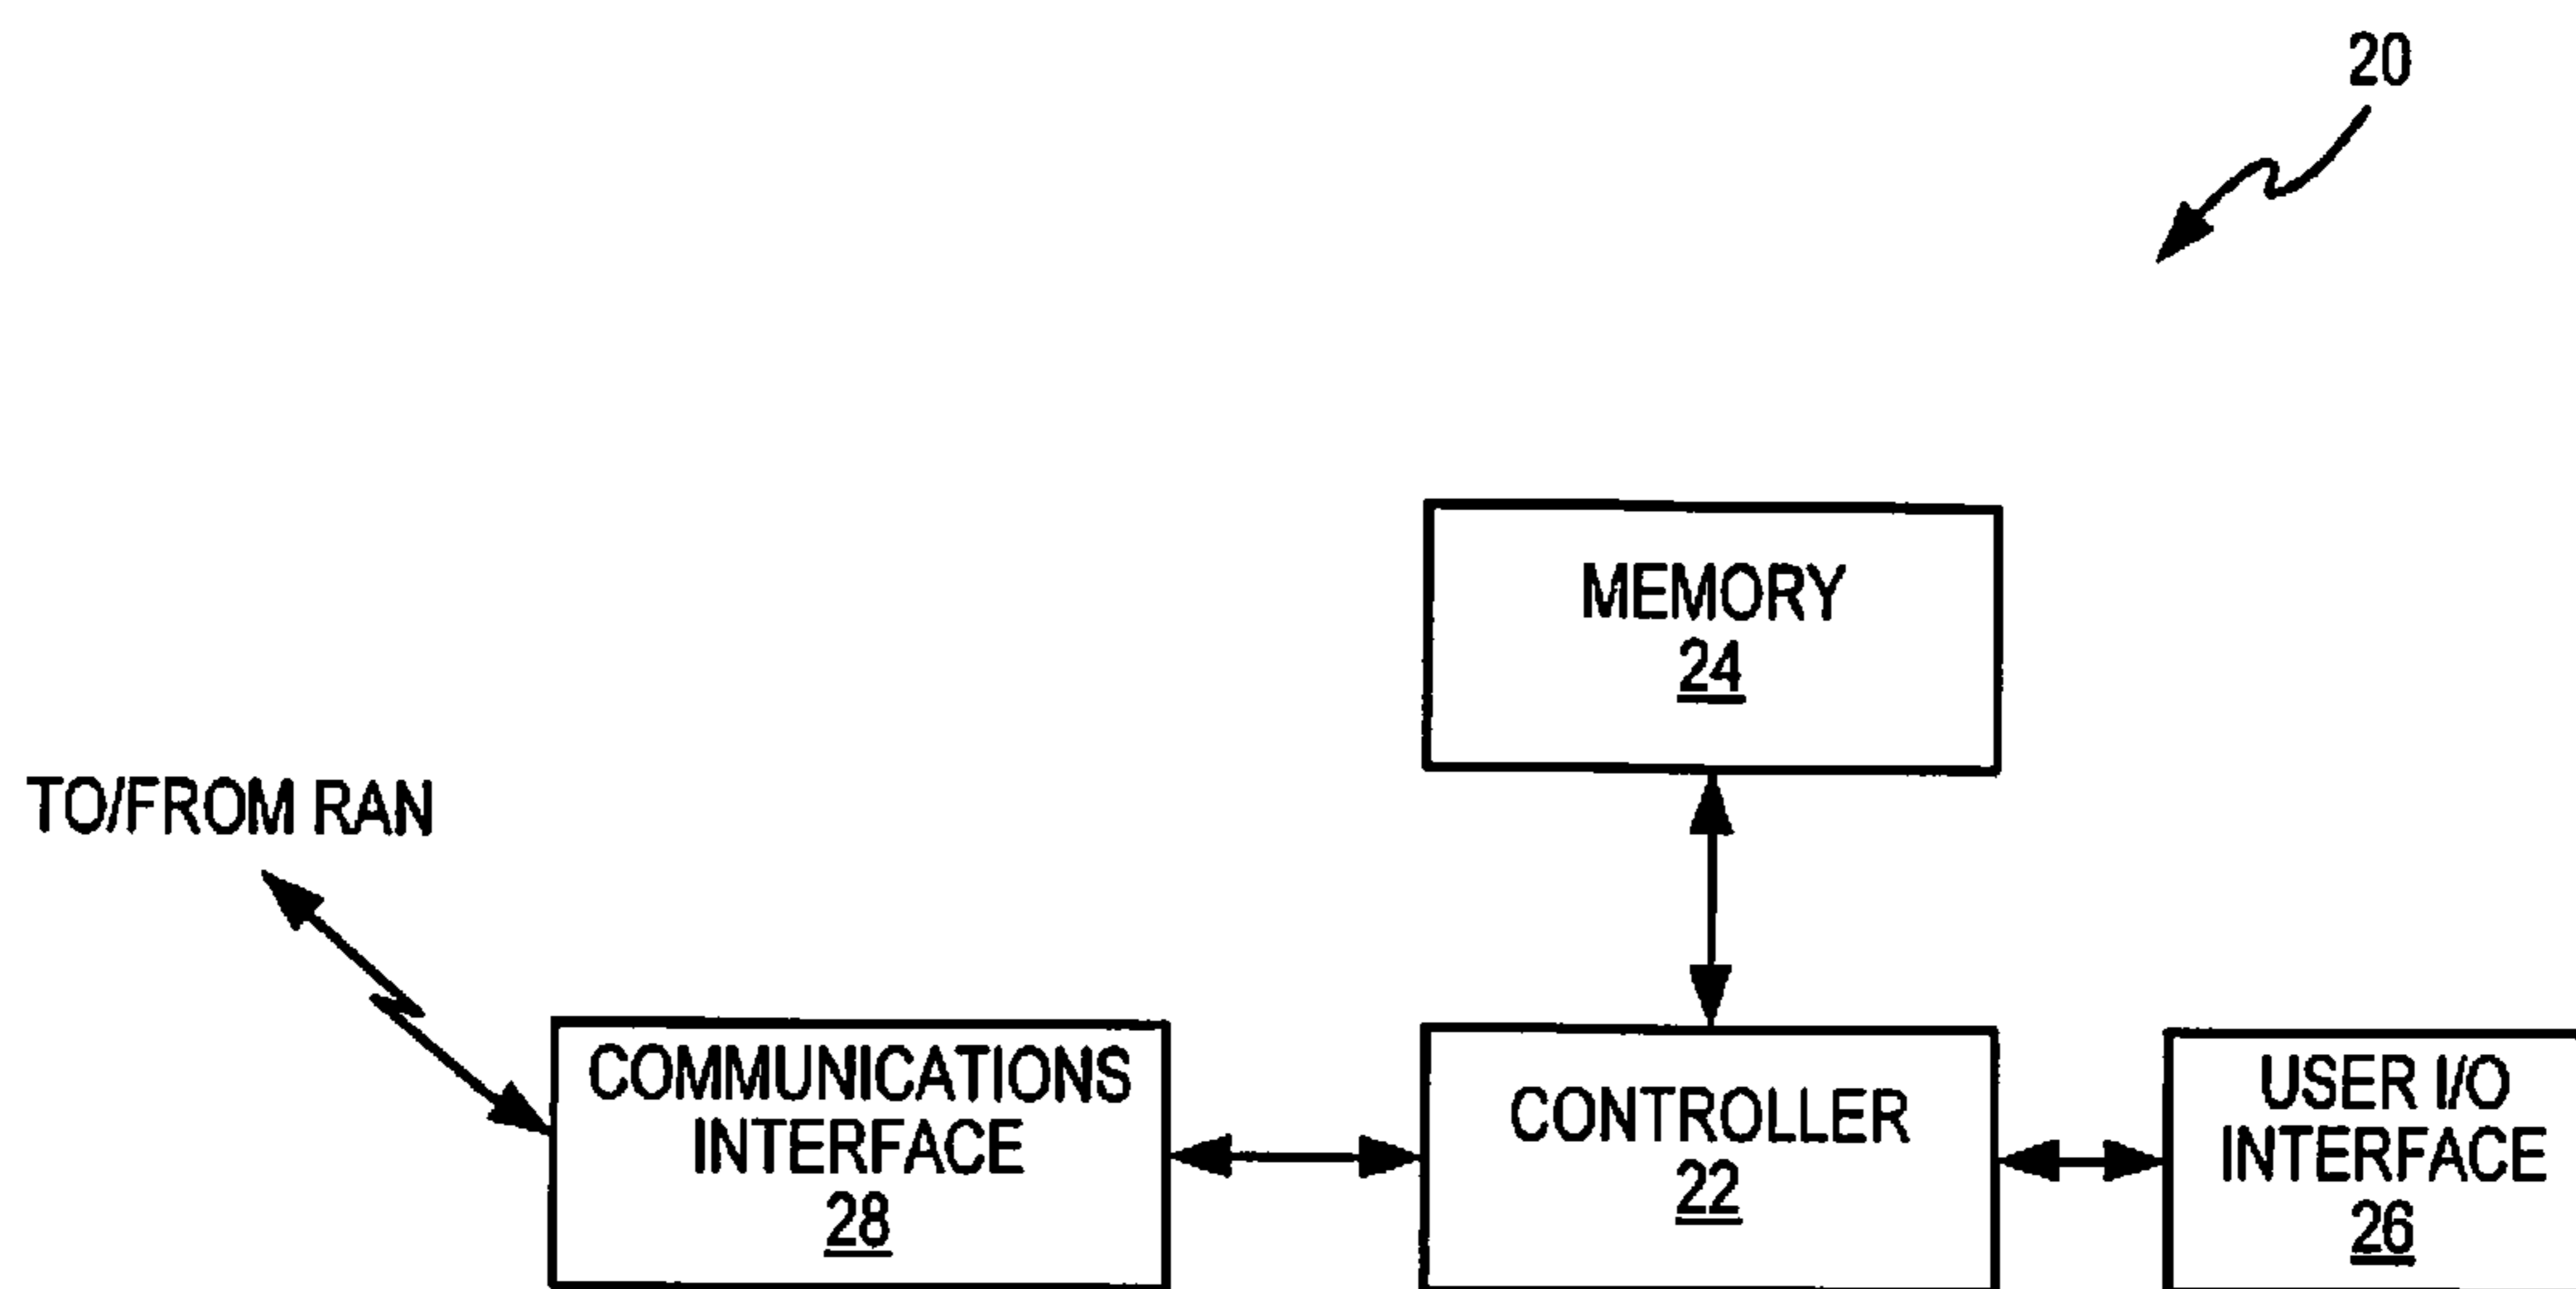 20
MEMORY
24
TO/FROM RAN
COMMUNICATIONS
INTERFACE
28
CONTROLLER
22
USER I/O
INTERFACE
26